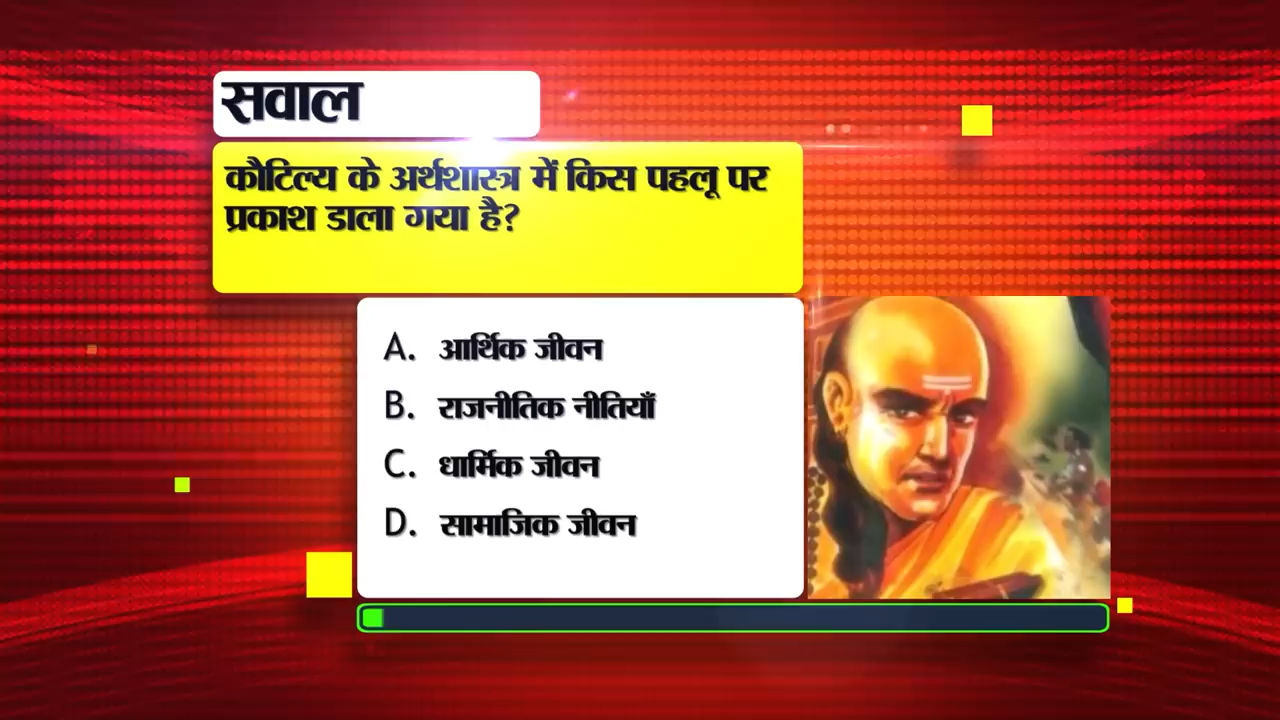 सवाल
कौटिल्य के अर्थशास्त्र में किस पहलू पर
प्रकाश डाला गया है?
A. आर्थिक जीवन
B. राजनीतिक नीतियाँ
C. धार्मिक जीवन
D. सामाजिक जीवन